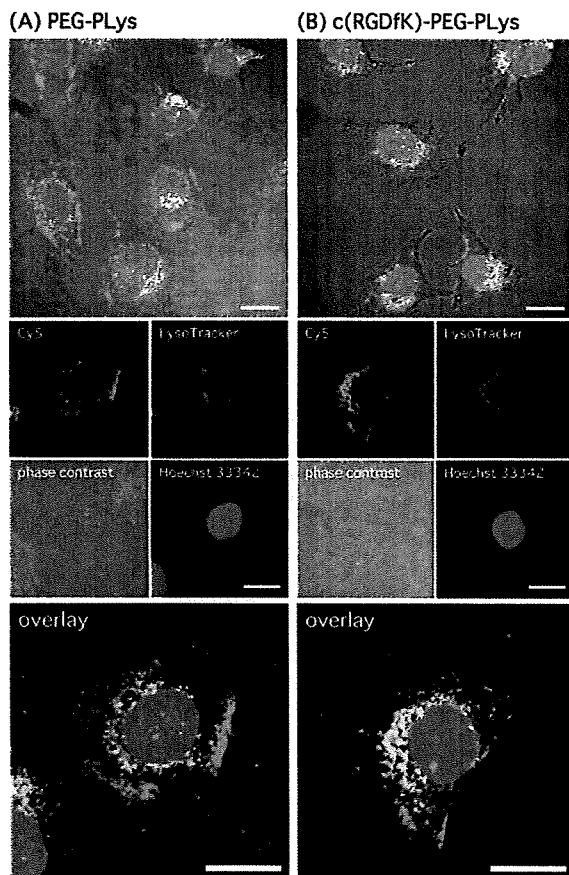 (A) PEG-PLys
(B) c(RGDfK)-PEG-PLys
Cy5
LysoTracker
Cy5
LysoTracker
phase contrast
Hoechst 33342
phase contrast
Hoechst 33342
overlay
overlay